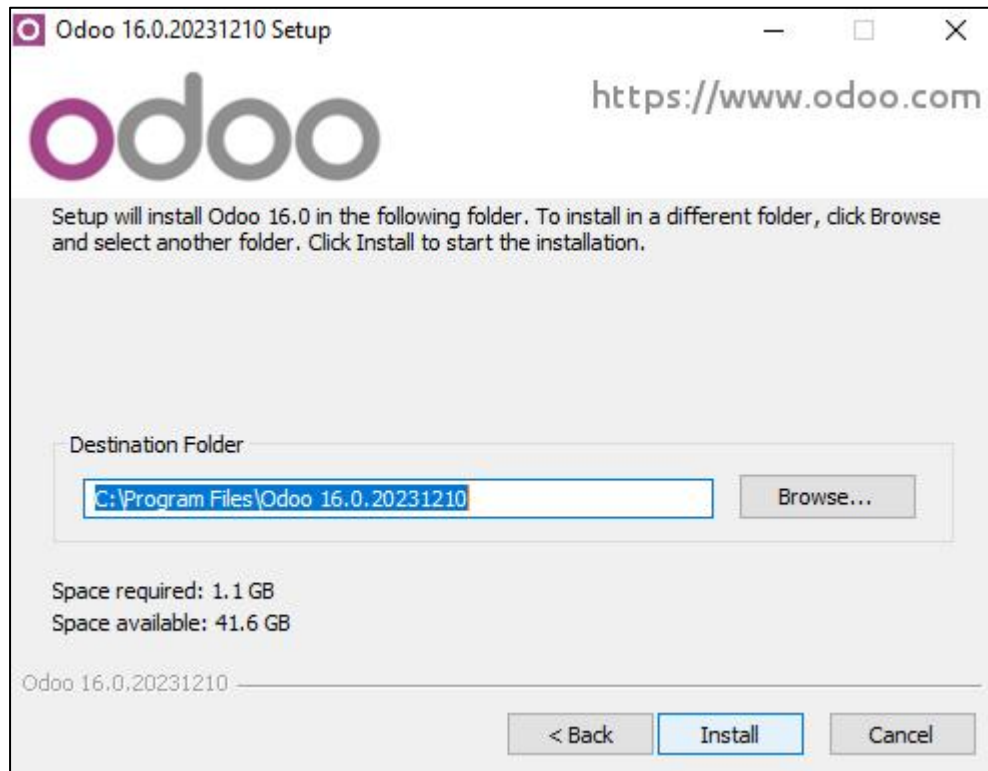 Odoo 16.0.20231210 Setup
odoo
https://www.odoo.com
Setup will install Odoo 16.0 in the following folder. To install in a different folder, click Browse
and select another folder. Click Install to start the installation.
Destination Folder
C:\Program Files\Odoo 16.0.20231210
Browse...
Space required: 1.1 GB
Space available: 41.6 GB
Odoo 16.0.20231210
< Back
Install
Cancel